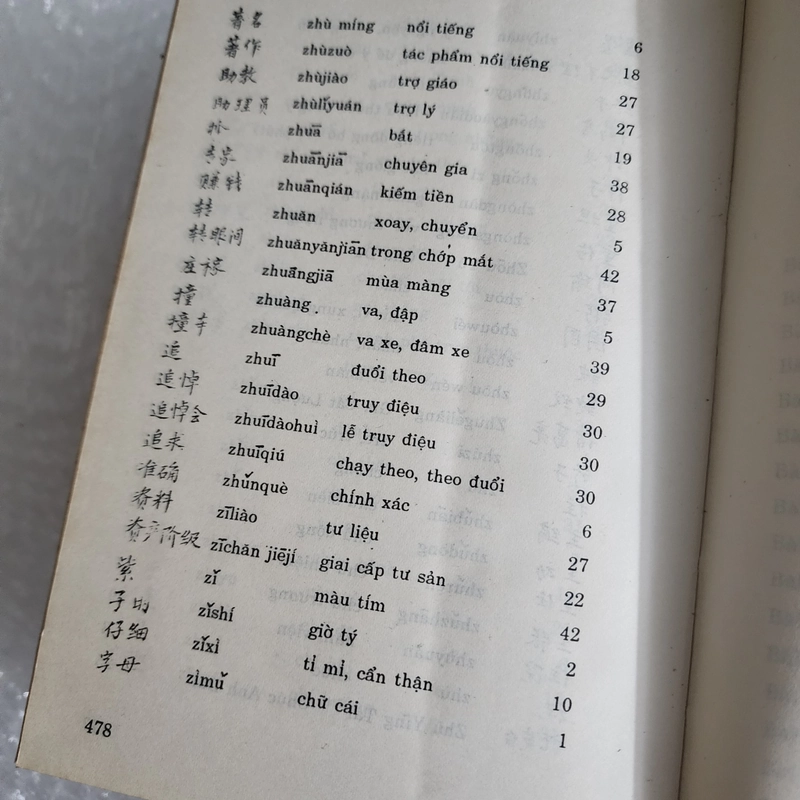 著名 zhù míng nổi tiếng 6
著作 zhùzuò tác phẩm nổi tiếng 18
助教 zhùjiào trợ giáo 27
助理员 zhùlǐyuán trợ lý 27
抓 zhuā bắt 19
专家 zhuānjiā chuyên gia 38
赚钱 zhuănqián kiếm tiền 28
转 zhuăn xoay, chuyển 5
转眼间 zhuănyănjiān trong chớp mắt 42
庄稼 zhuāngjiā mùa màng 37
撞 zhuàng va, đập 5
撞车 zhuàngchè va xe, đâm xe 39
追 zhuī đuổi theo 29
追悼 zhuīdào truy điệu 30
追悼会 zhuīdàohuì lễ truy điệu 30
追求 zhuīqiú chạy theo, theo đuổi 30
准确 zhǔnquè chính xác 6
资料 zīliào tư liệu 27
资产阶级 zīchăn jiējí giai cấp tư sản 22
紫 zǐ màu tím 42
子时 zǐshí giờ tý 2
仔细 zǐxì tỉ mỉ, cẩn thận 10
字母 zìmǔ chữ cái 1
478